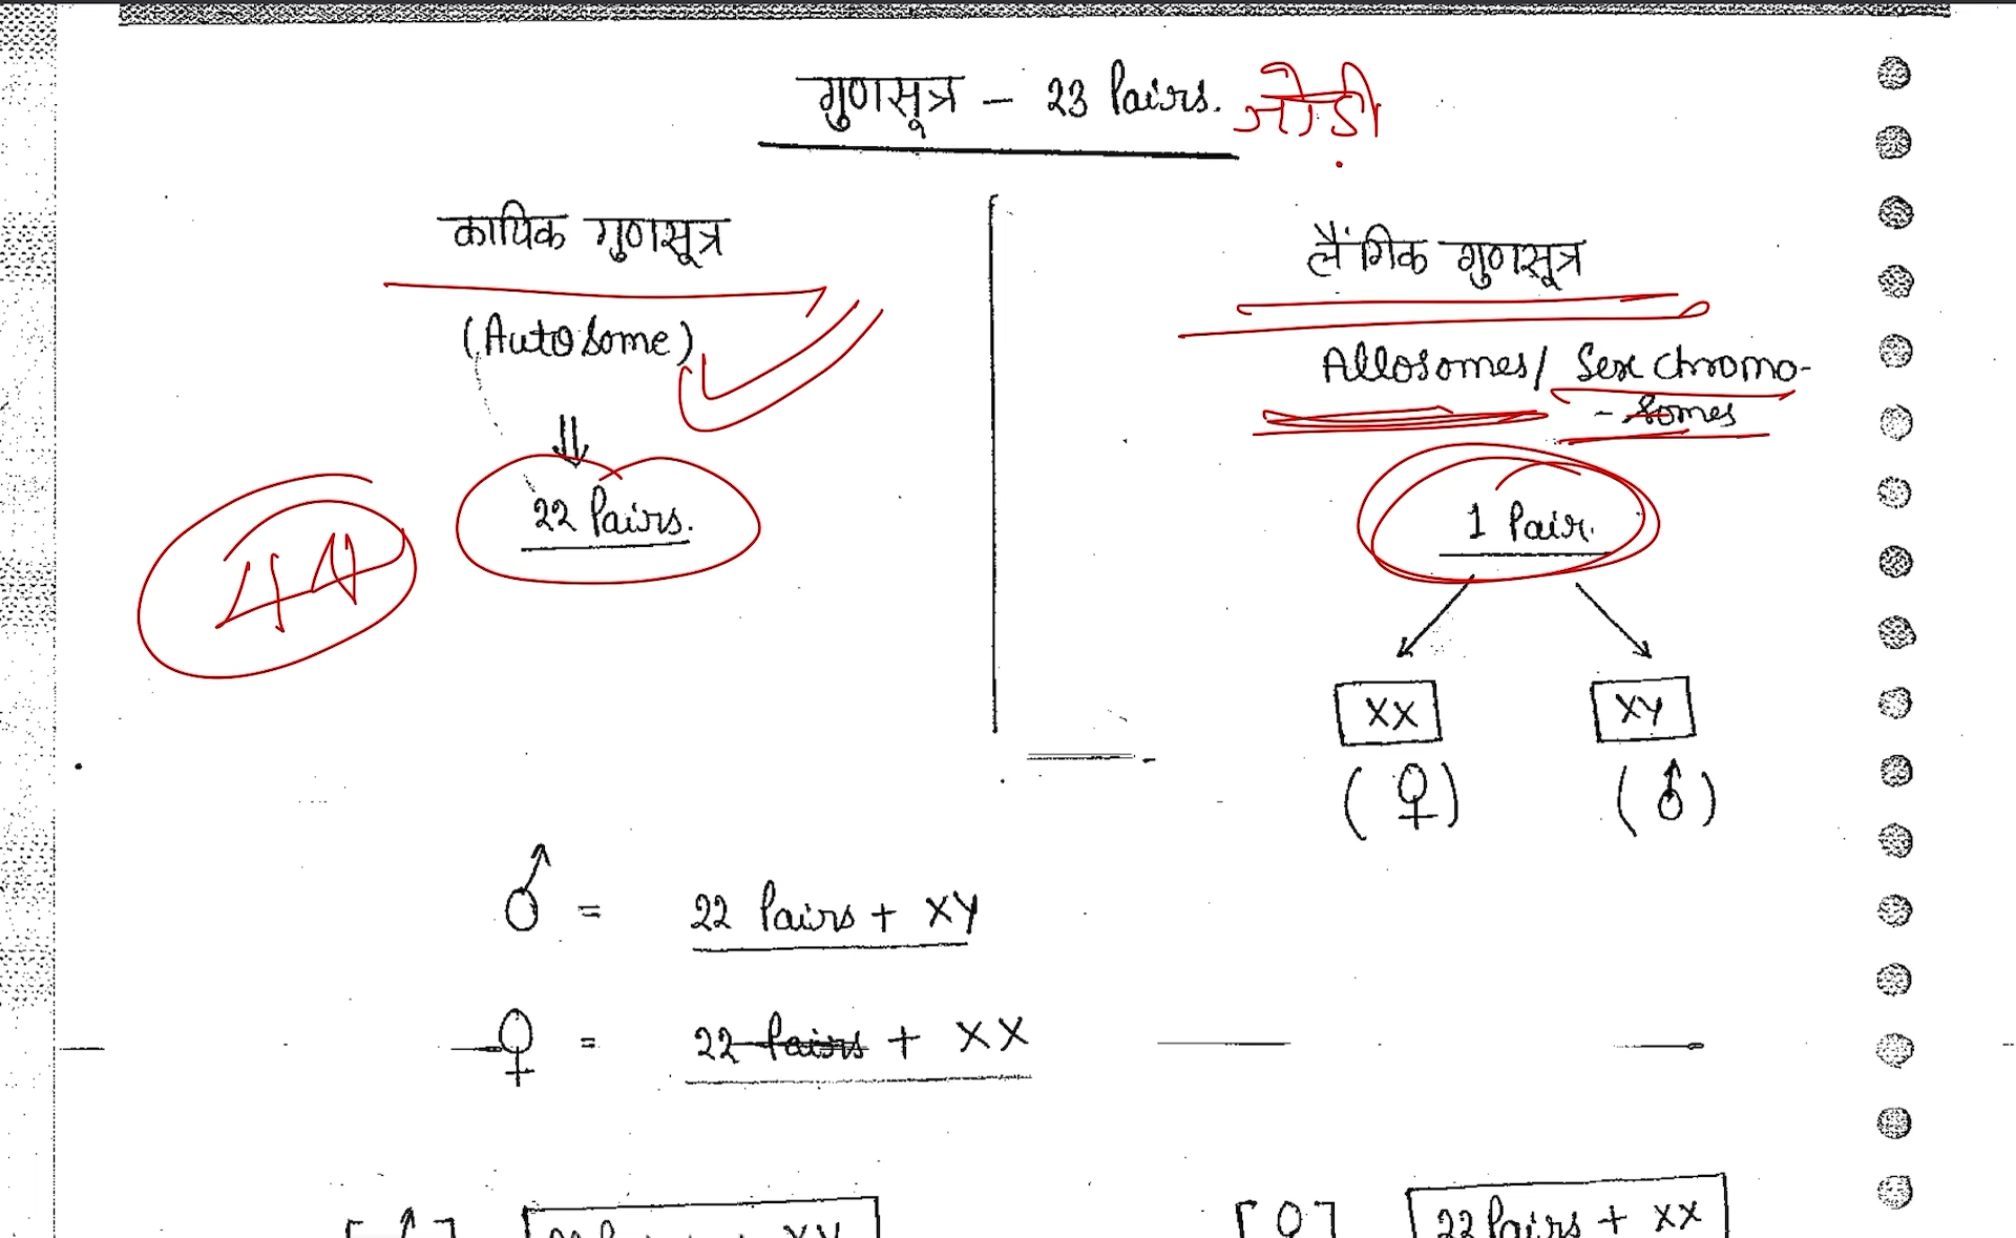 गुणसूत्र – 23 Pairs. जोडी
कायिक गुणसूत्र
(Autosome)
22 Pairs.
44
लैंगिक गुणसूत्र
Allosomes/ Sex chromo-
- somes
1 Pair.
XX
XY
(♀)
(♂)
♂ = 22 Pairs + XY
♀ = 22 Pairs + XX
[♀] 22 Pairs + XX